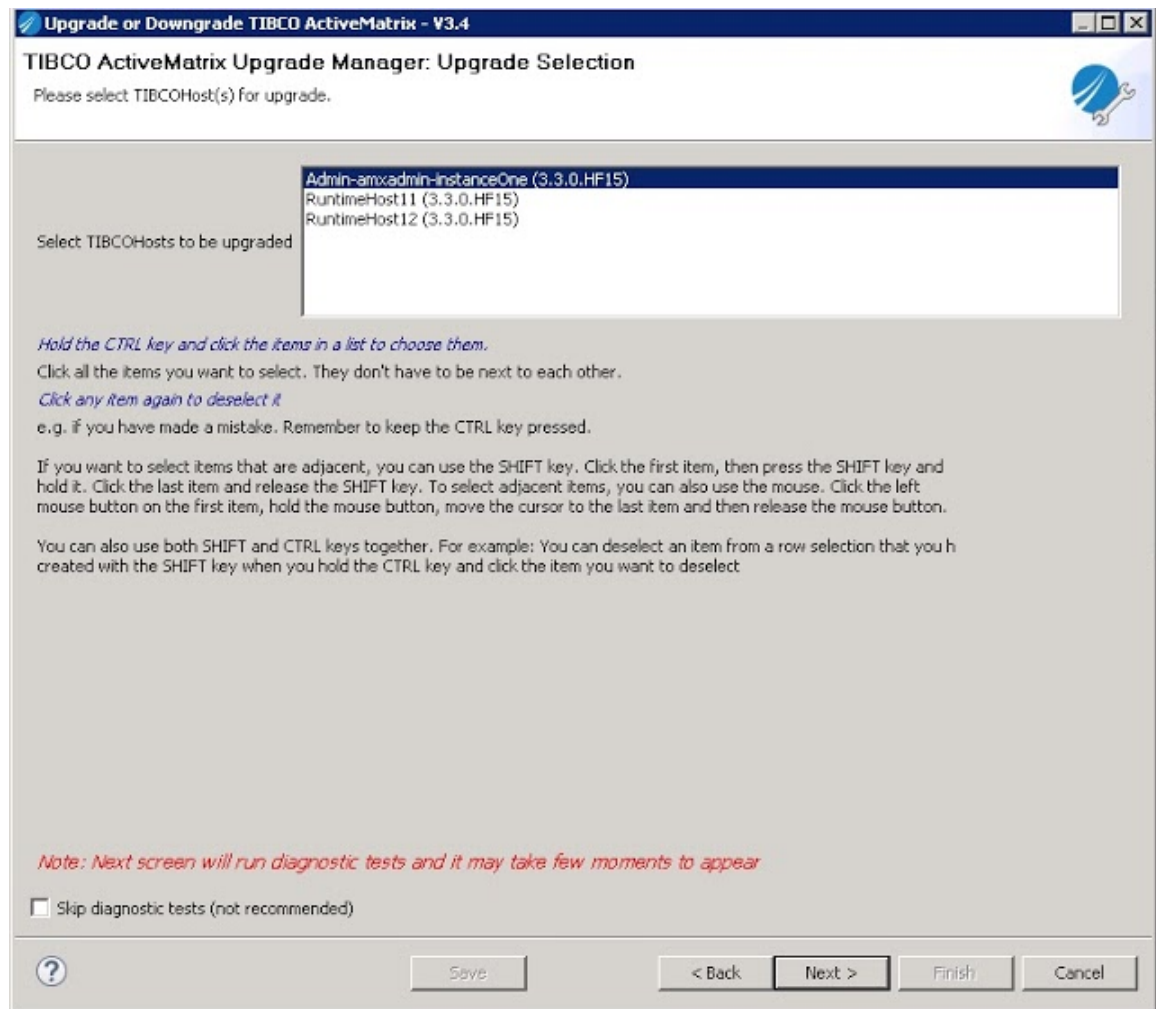 Upgrade or Downgrade TIBCO ActiveMatrix - V3.4
TIBCO ActiveMatrix Upgrade Manager: Upgrade Selection
Please select TIBCOHost(s) for upgrade.
Admin-amxadmin-instanceOne (3.3.0.HF15)
RuntimeHost11 (3.3.0.HF15)
RuntimeHost12 (3.3.0.HF15)
Select TIBCOHosts to be upgraded
Hold the CTRL key and click the items in a list to choose them.
Click all the items you want to select. They don't have to be next to each other.
Click any item again to deselect it
e.g. if you have made a mistake. Remember to keep the CTRL key pressed.
If you want to select items that are adjacent, you can use the SHIFT key. Click the first item, then press the SHIFT key and
hold it. Click the last item and release the SHIFT key. To select adjacent items, you can also use the mouse. Click the left
mouse button on the first item, hold the mouse button, move the cursor to the last item and then release the mouse button.
You can also use both SHIFT and CTRL keys together. For example: You can deselect an item from a row selection that you h
created with the SHIFT key when you hold the CTRL key and click the item you want to deselect
Note: Next screen will run diagnostic tests and it may take few moments to appear
Skip diagnostic tests (not recommended)
? Save < Back Next > Finish Cancel